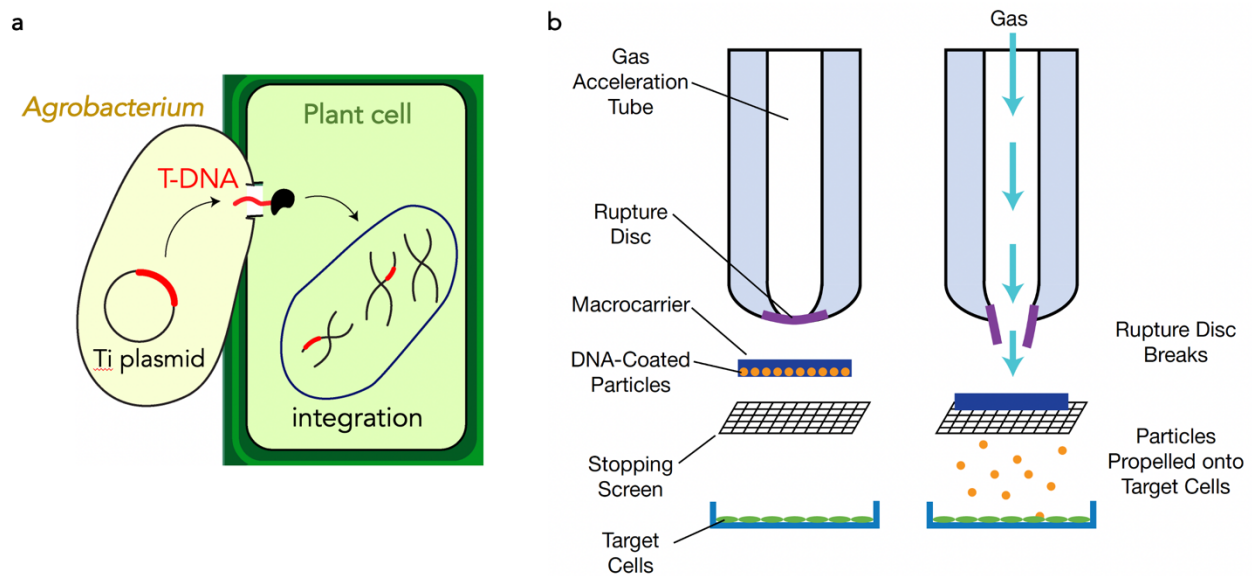 a
Agrobacterium
Plant cell
T-DNA
Ti plasmid
integration
b
Gas
Acceleration
Tube
Rupture
Disc
Macrocarrier
DNA-Coated
Particles
Stopping
Screen
Target
Cells
Gas
Rupture Disc
Breaks
Particles
Propelled onto
Target Cells